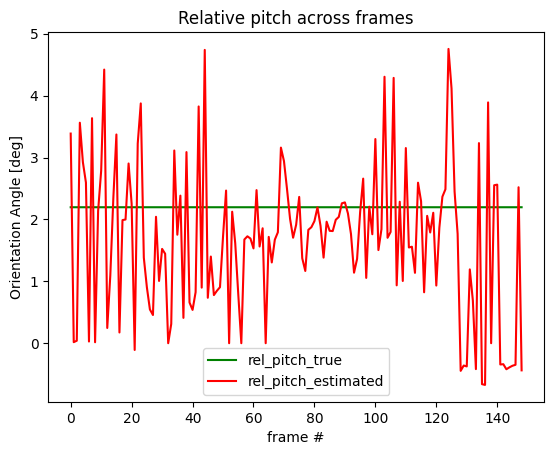 Relative pitch across frames
Orientation Angle [deg]
5
4
3
2
1
0
0 20 40 60 80 100 120 140
frame #
rel_pitch_true
rel_pitch_estimated